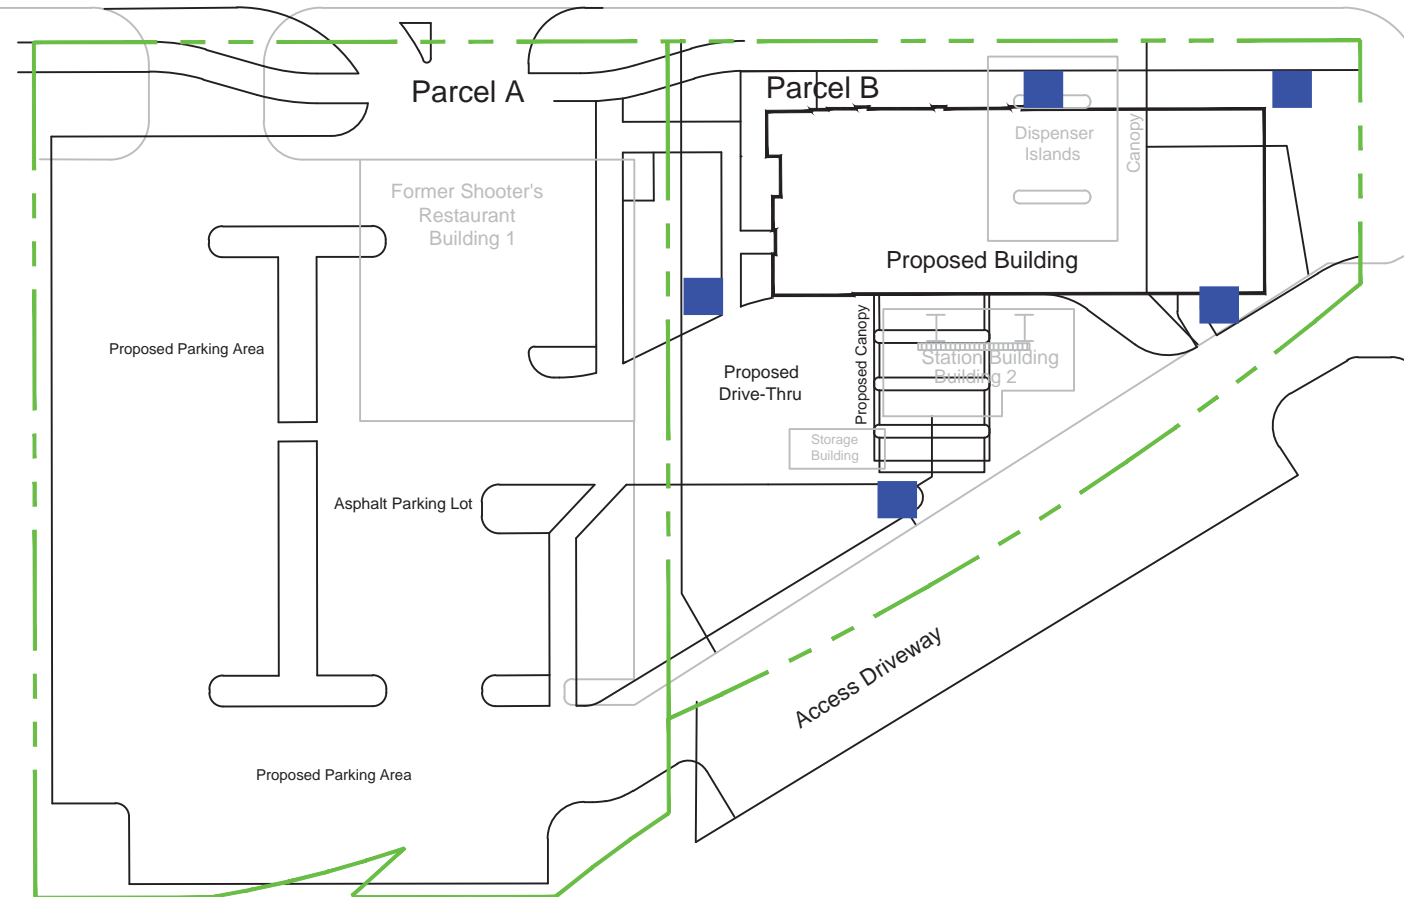 Parcel A
Parcel B
Dispenser
Islands
Canopy
Former Shooter's
Restaurant
Building 1
Proposed Building
Proposed Parking Area
Proposed
Drive-Thru
Proposed Canopy
Station Building
Building 2
Storage
Building
Asphalt Parking Lot
Access Driveway
Proposed Parking Area